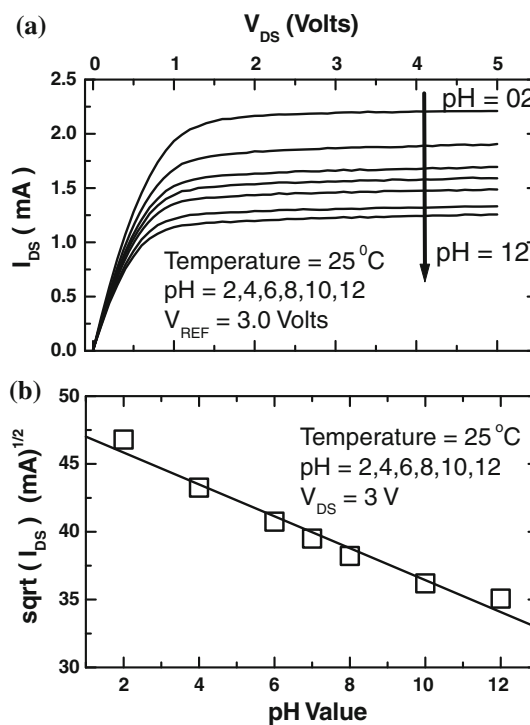 (a)
V_DS (Volts)
0 1 2 3 4 5
2.5
2.0
1.5
1.0
0.5
0.0
I_DS ( mA)
pH = 02
pH = 12
Temperature = 25 ⁰C
pH = 2,4,6,8,10,12
V_REF = 3.0 Volts
(b)
50
45
40
35
30
sqrt ( I_DS ) (mA)^1/2
Temperature = 25 °C
pH = 2,4,6,8,10,12
V_DS = 3 V
2 4 6 8 10 12
pH Value